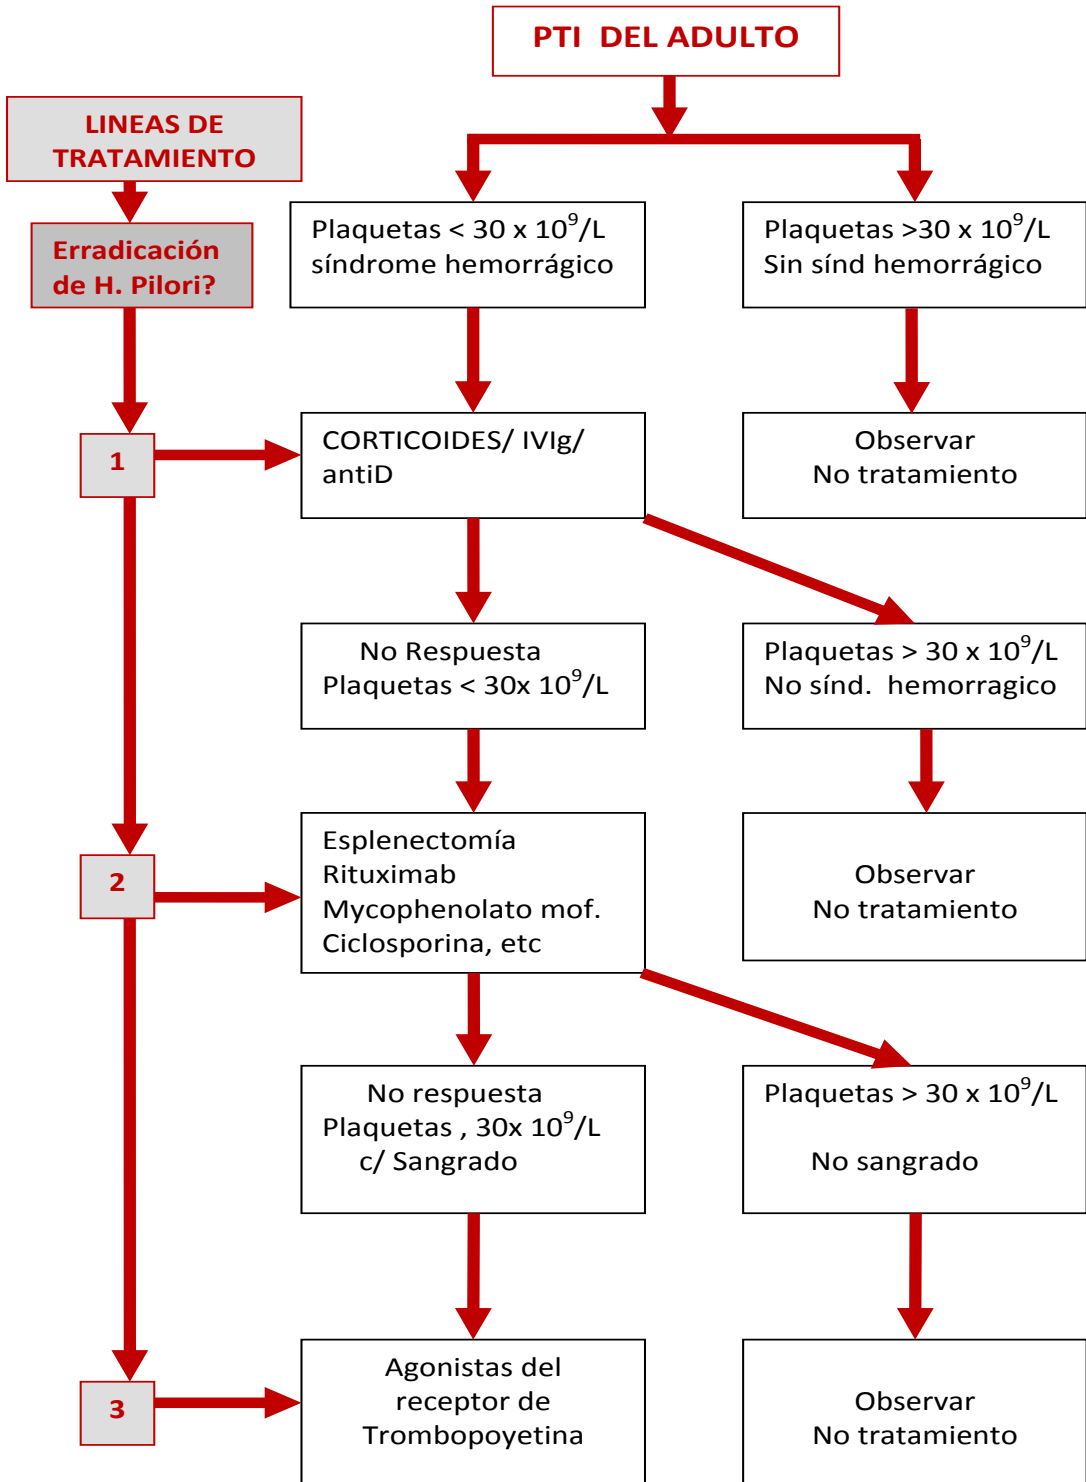 PTI DEL ADULTO
LINEAS DE
TRATAMIENTO
Erradicación
de H. Pilori?
Plaquetas < 30 x 10⁹/L
síndrome hemorrágico
Plaquetas >30 x 10⁹/L
Sin sínd hemorrágico
1
CORTICOIDES/ IVIg/
antiD
Observar
No tratamiento
No Respuesta
Plaquetas < 30x 10⁹/L
Plaquetas > 30 x 10⁹/L
No sínd. hemorragico
2
Esplenectomía
Rituximab
Mycophenolato mof.
Ciclosporina, etc
Observar
No tratamiento
No respuesta
Plaquetas , 30x 10⁹/L
c/ Sangrado
Plaquetas > 30 x 10⁹/L
No sangrado
3
Agonistas del
receptor de
Trombopoyetina
Observar
No tratamiento